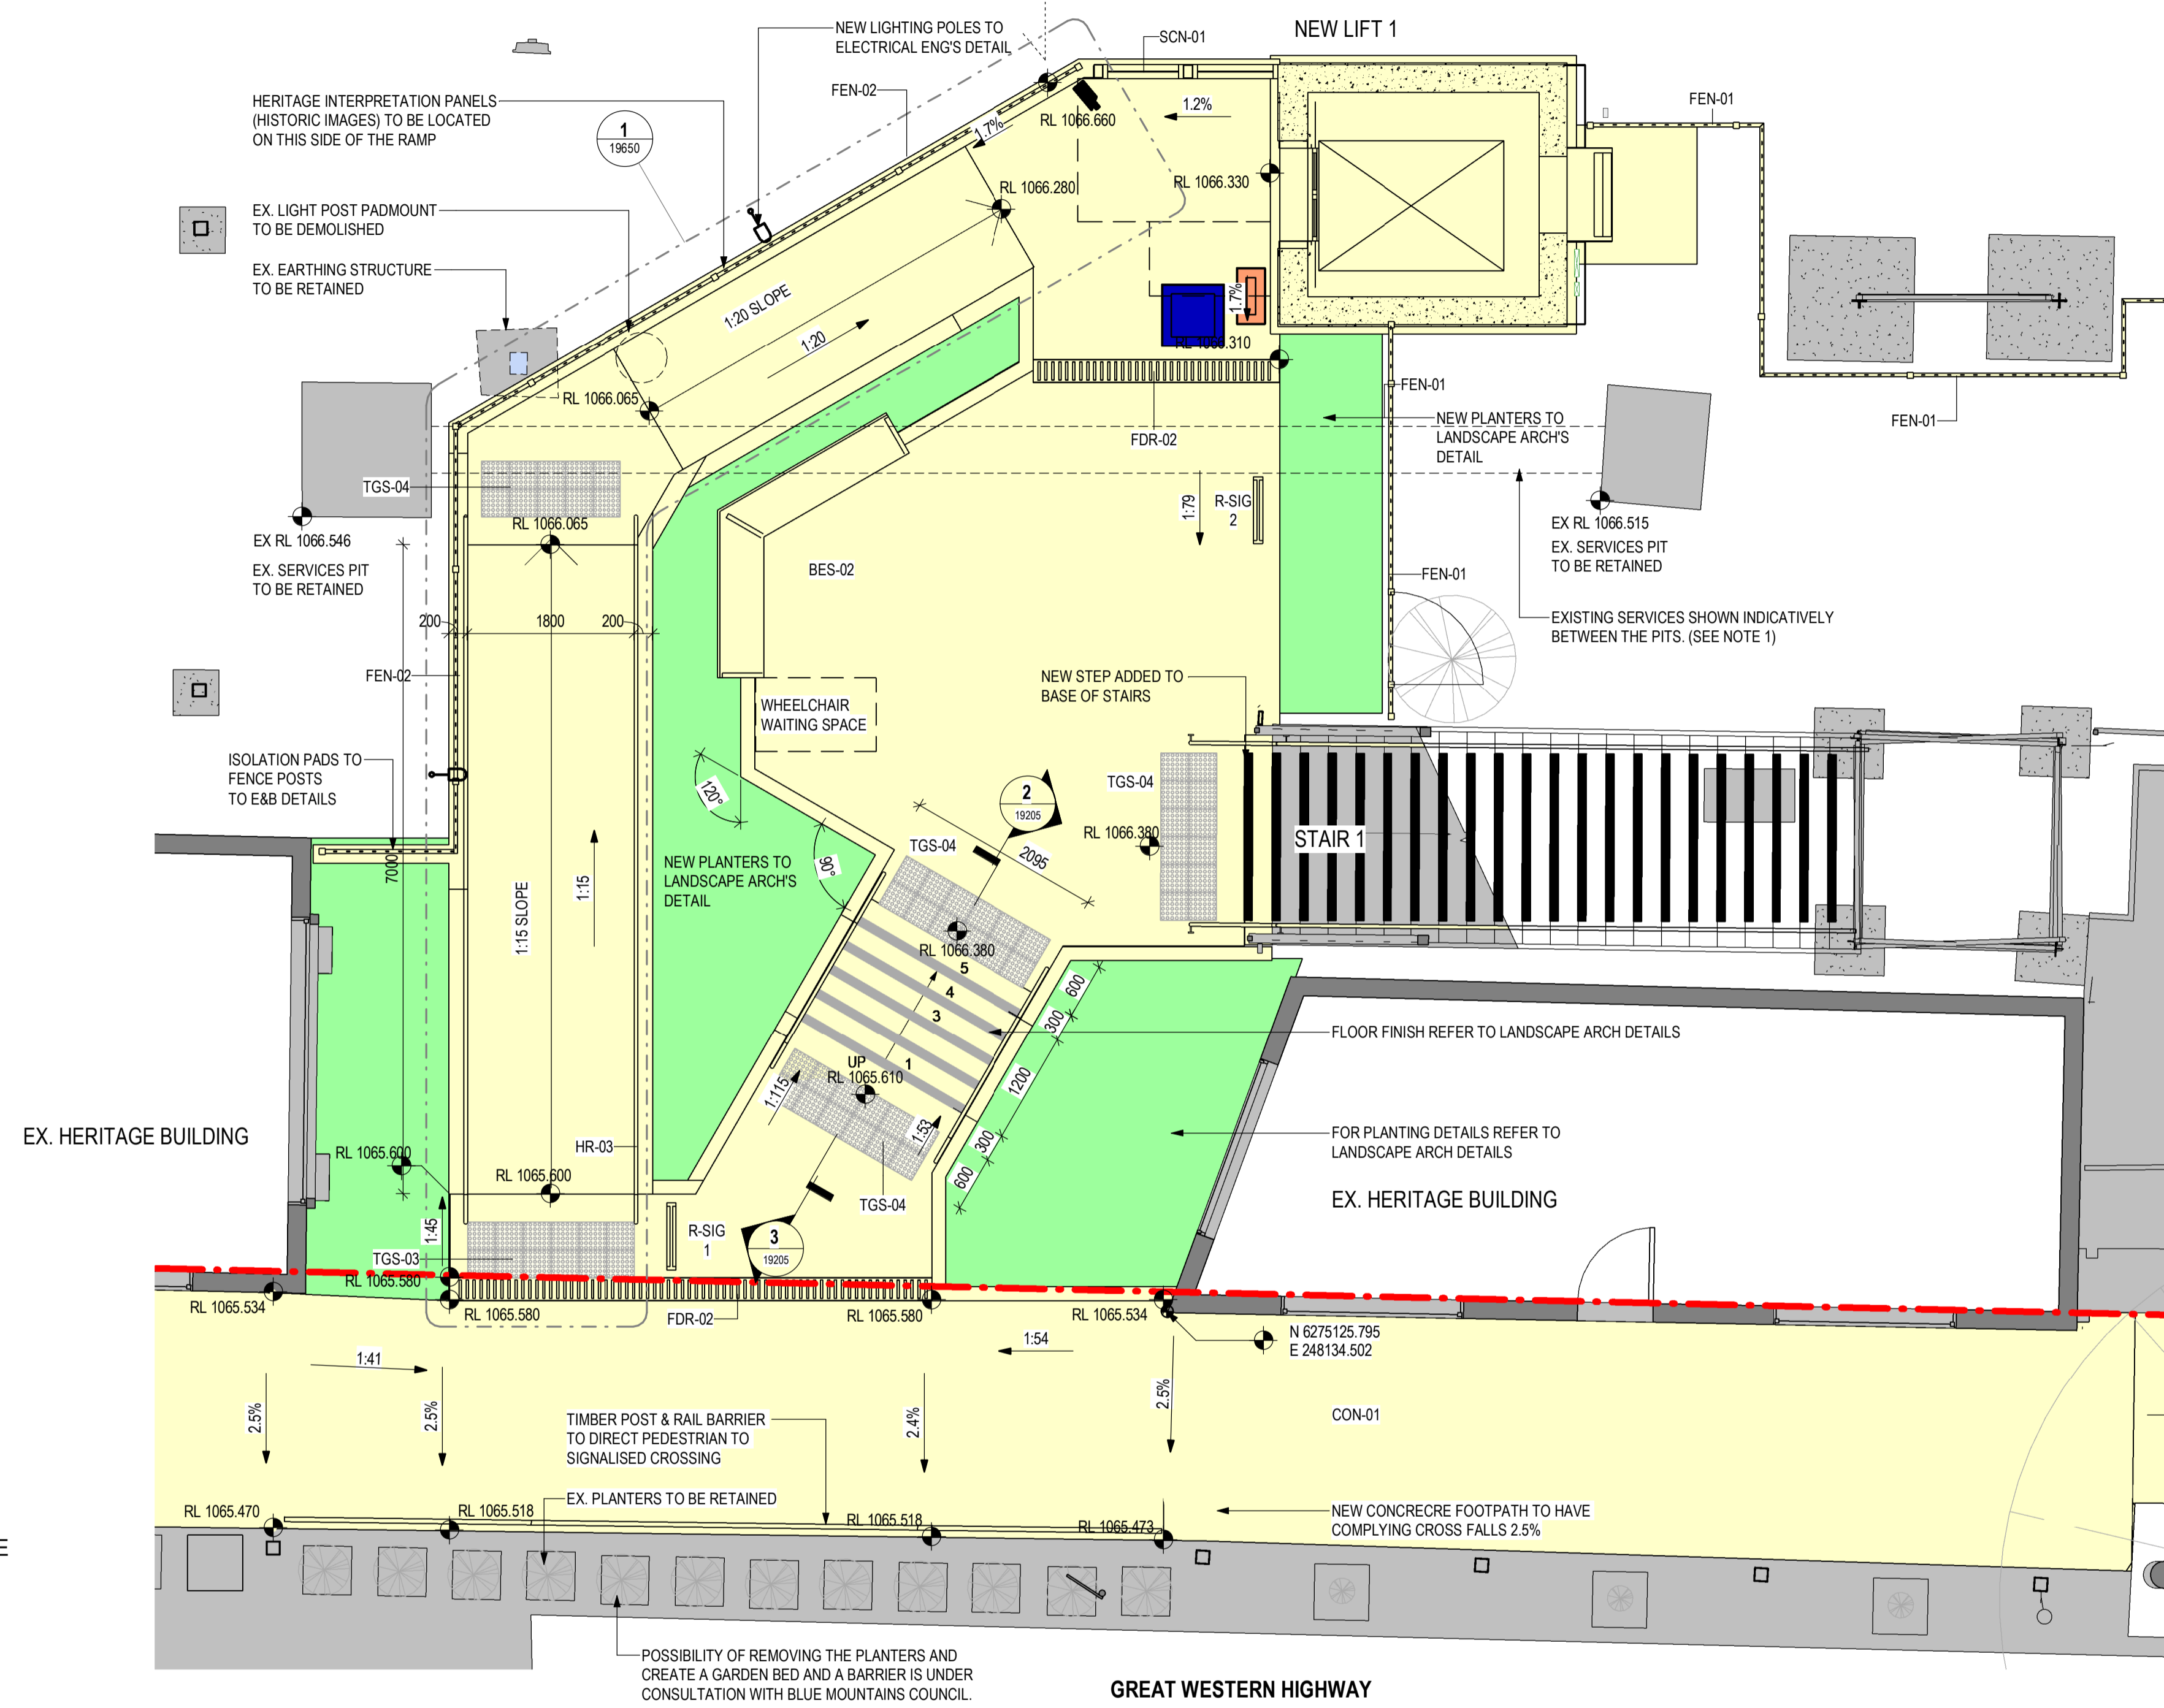 NEW LIGHTING POLES TO
ELECTRICAL ENG'S DETAIL
SCN-01
NEW LIFT 1
FEN-02
HERITAGE INTERPRETATION PANELS
(HISTORIC IMAGES) TO BE LOCATED
ON THIS SIDE OF THE RAMP
1
19650
1.2%
RL 1066.660
1.7%
FEN-01
RL 1066.280
RL 1066.330
EX. LIGHT POST PADMOUNT
TO BE DEMOLISHED
EX. EARTHING STRUCTURE
TO BE RETAINED
1:20 SLOPE
1:20
1.7%
RL 1066.310
RL 1066.065
FEN-01
FEN-01
NEW PLANTERS TO
LANDSCAPE ARCH'S
DETAIL
FDR-02
TGS-04
RL 1066.065
1:79
R-SIG
2
EX RL 1066.546
EX. SERVICES PIT
TO BE RETAINED
EX RL 1066.515
EX. SERVICES PIT
TO BE RETAINED
BES-02
FEN-01
200
1800
200
EXISTING SERVICES SHOWN INDICATIVELY
BETWEEN THE PITS. (SEE NOTE 1)
FEN-02
NEW STEP ADDED TO
BASE OF STAIRS
WHEELCHAIR
WAITING SPACE
ISOLATION PADS TO
FENCE POSTS
TO E&B DETAILS
120°
2
19205
TGS-04
RL 1066.380
STAIR 1
TGS-04
2095
7000
NEW PLANTERS TO
LANDSCAPE ARCH'S
DETAIL
90°
1:15 SLOPE
1:15
RL 1066.380
5
4
3
600
300
1200
300
600
FLOOR FINISH REFER TO LANDSCAPE ARCH DETAILS
UP
1
RL 1065.610
1:115
1:53
EX. HERITAGE BUILDING
RL 1065.600
HR-03
RL 1065.600
FOR PLANTING DETAILS REFER TO
LANDSCAPE ARCH DETAILS
EX. HERITAGE BUILDING
TGS-04
1:45
R-SIG
1
3
19205
TGS-03
RL 1065.580
RL 1065.534
RL 1065.580
FDR-02
RL 1065.580
RL 1065.534
N 6275125.795
E 248134.502
1:41
1:54
2.5%
2.5%
2.4%
2.5%
CON-01
TIMBER POST & RAIL BARRIER
TO DIRECT PEDESTRIAN TO
SIGNALISED CROSSING
EX. PLANTERS TO BE RETAINED
RL 1065.470
RL 1065.518
RL 1065.518
RL 1065.473
NEW CONCRECRE FOOTPATH TO HAVE
COMPLYING CROSS FALLS 2.5%
E
POSSIBILITY OF REMOVING THE PLANTERS AND
CREATE A GARDEN BED AND A BARRIER IS UNDER
CONSULTATION WITH BLUE MOUNTAINS COUNCIL.
GREAT WESTERN HIGHWAY